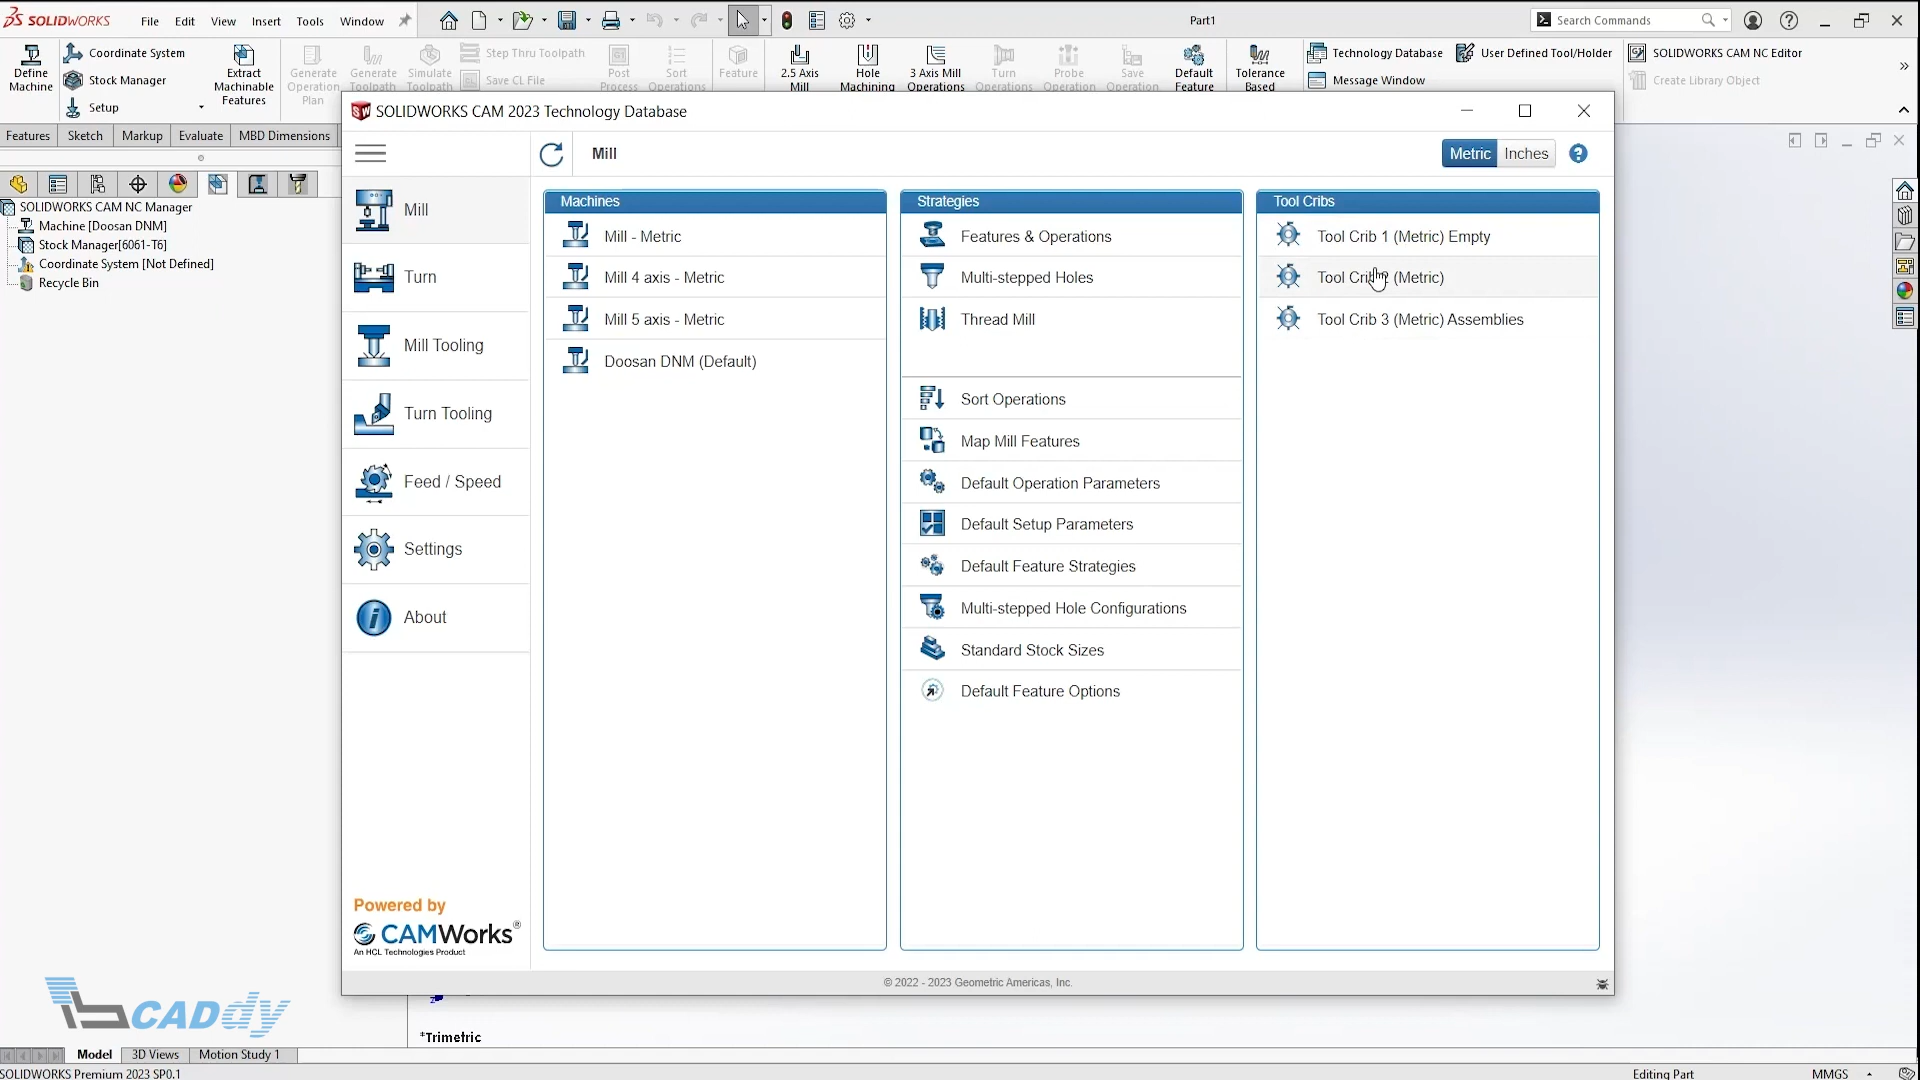 SOLIDWORKS File Edit View Insert Tools Window Part1 Search Commands
Define Machine
Coordinate System
Stock Manager
Setup
Extract Machinable Features
Generate Operation Plan
Generate Toolpath
Simulate Toolpath
Step Thru Toolpath
Save CL File
Post Process
Sort Operations
Feature
2.5 Axis Mill
Hole Machining
3 Axis Mill Operations
Turn Operations
Probe Operations
Save Operation
Default Feature
Tolerance Based
Technology Database
Message Window
User Defined Tool/Holder
SOLIDWORKS CAM NC Editor
Create Library Object
Features Sketch Markup Evaluate MBD Dimensions
SOLIDWORKS CAM NC Manager
Machine [Doosan DNM]
Stock Manager[6061-T6]
Coordinate System [Not Defined]
Recycle Bin
SW SOLIDWORKS CAM 2023 Technology Database
Mill
Metric Inches
Mill
Turn
Mill Tooling
Turn Tooling
Feed / Speed
Settings
About
Powered by
CAMWorks®
An HCL Technologies Product
Machines
Mill - Metric
Mill 4 axis - Metric
Mill 5 axis - Metric
Doosan DNM (Default)
Strategies
Features & Operations
Multi-stepped Holes
Thread Mill
Sort Operations
Map Mill Features
Default Operation Parameters
Default Setup Parameters
Default Feature Strategies
Multi-stepped Hole Configurations
Standard Stock Sizes
Default Feature Options
Tool Cribs
Tool Crib 1 (Metric) Empty
Tool Crib 2 (Metric)
Tool Crib 3 (Metric) Assemblies
© 2022 - 2023 Geometric Americas, Inc.
CADdy
Z
*Trimetric
Model 3D Views Motion Study 1
SOLIDWORKS Premium 2023 SP0.1 Editing Part MMGS